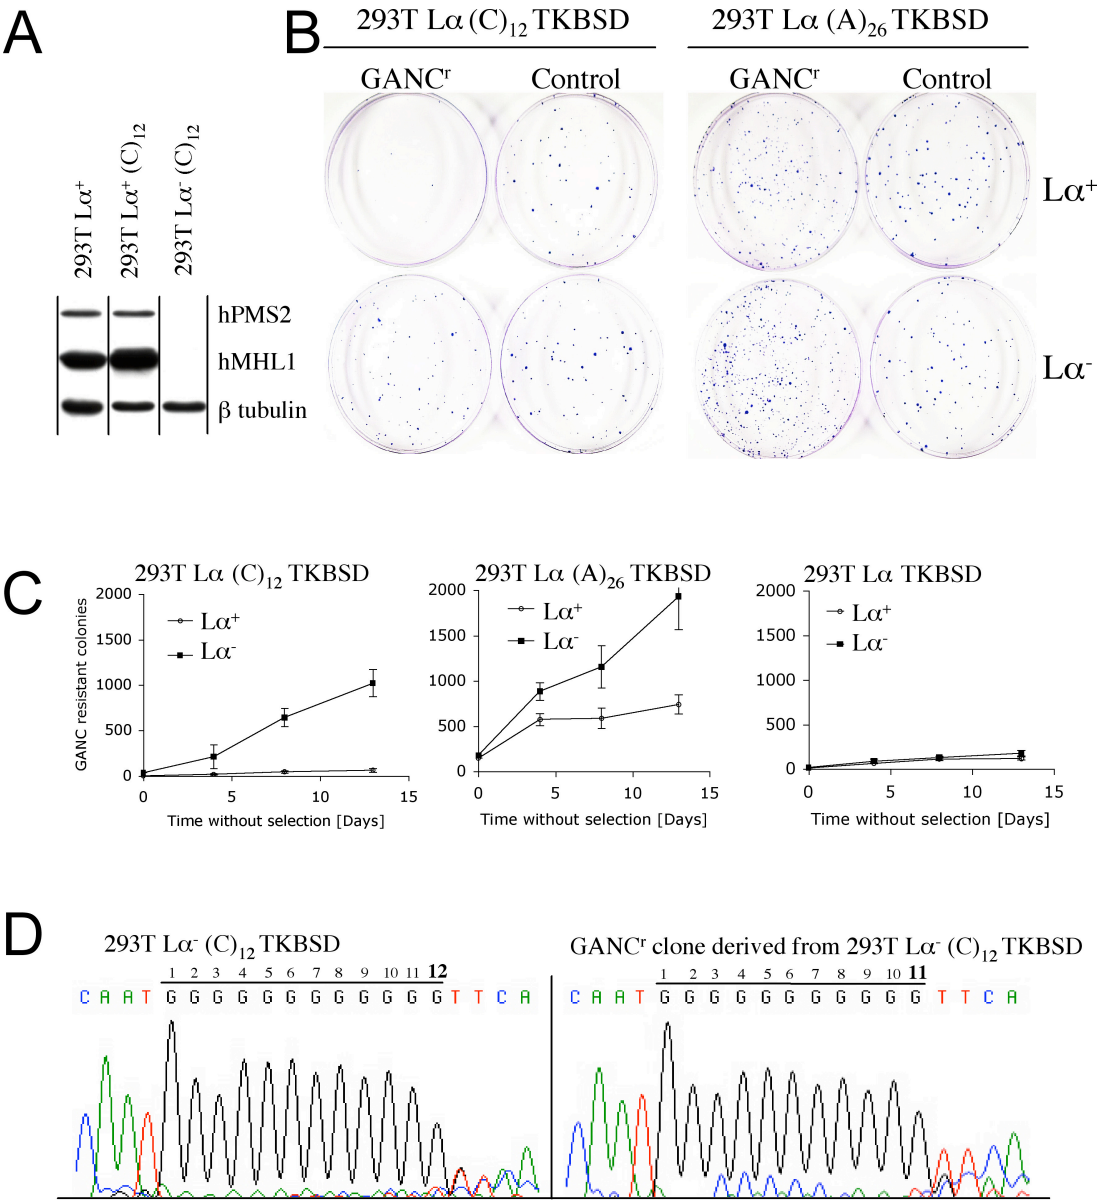 A
293T Lα⁺
293T Lα⁺ (C)₁₂
293T Lα⁻ (C)₁₂
hPMS2
hMHL1
β tubulin
B
293T Lα (C)₁₂ TKBSD
293T Lα (A)₂₆ TKBSD
GANCʳ
Control
GANCʳ
Control
Lα⁺
Lα⁻
C
293T Lα (C)₁₂ TKBSD
GANC resistant colonies
2000
1500
1000
500
0
Lα⁺
Lα⁻
0 5 10 15
Time without selection [Days]
293T Lα (A)₂₆ TKBSD
2000
1500
1000
500
0
Lα⁺
Lα⁻
0 5 10 15
Time without selection [Days]
293T Lα TKBSD
2000
1500
1000
500
0
Lα⁺
Lα⁻
0 5 10 15
Time without selection [Days]
D
293T Lα⁻ (C)₁₂ TKBSD
1 2 3 4 5 6 7 8 9 10 11 12
C A A T G G G G G G G G G G G G T T C A
GANCʳ clone derived from 293T Lα⁻ (C)₁₂ TKBSD
1 2 3 4 5 6 7 8 9 10 11
C A A T G G G G G G G G G G G T T C A